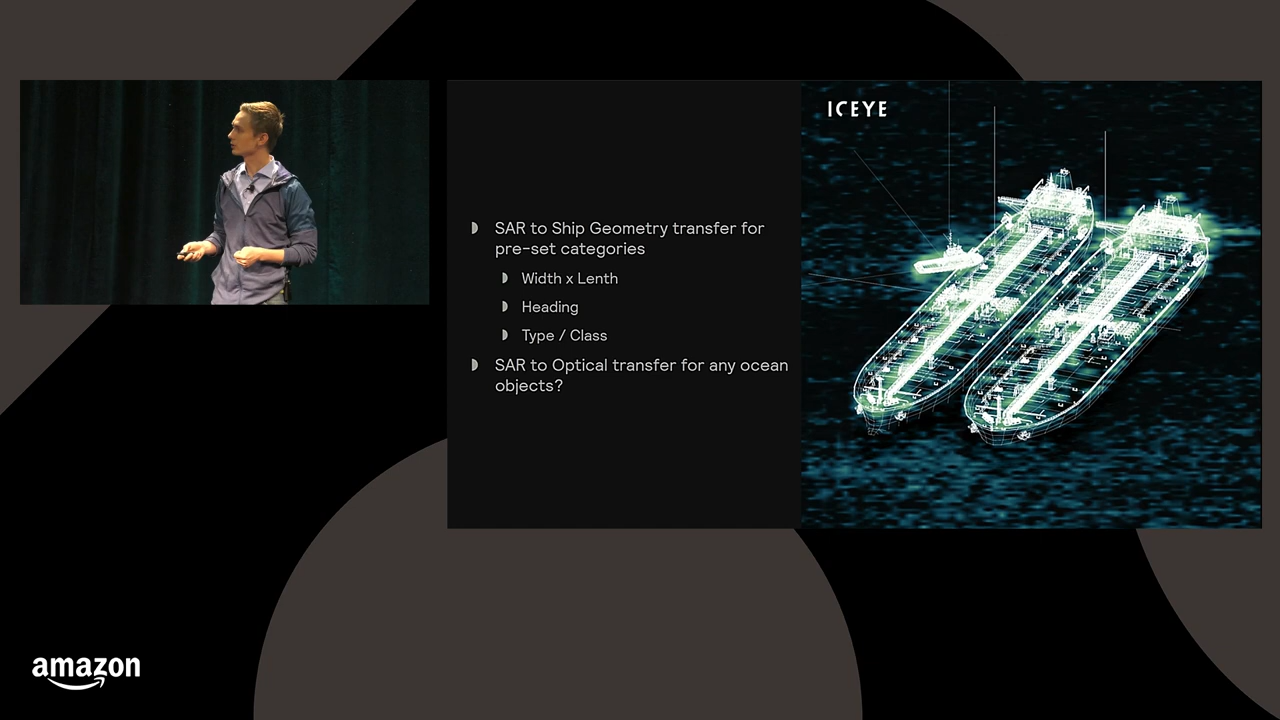 ICEYE
SAR to Ship Geometry transfer for
pre-set categories
Width x Lenth
Heading
Type / Class
SAR to Optical transfer for any ocean
objects?
amazon